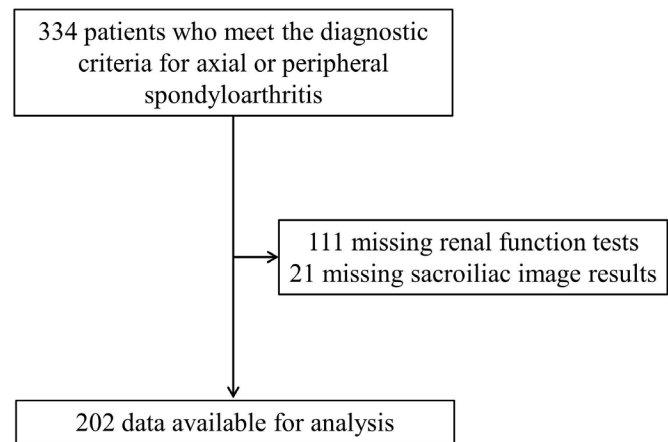 334 patients who meet the diagnostic
criteria for axial or peripheral
spondyloarthritis
111 missing renal function tests
21 missing sacroiliac image results
202 data available for analysis